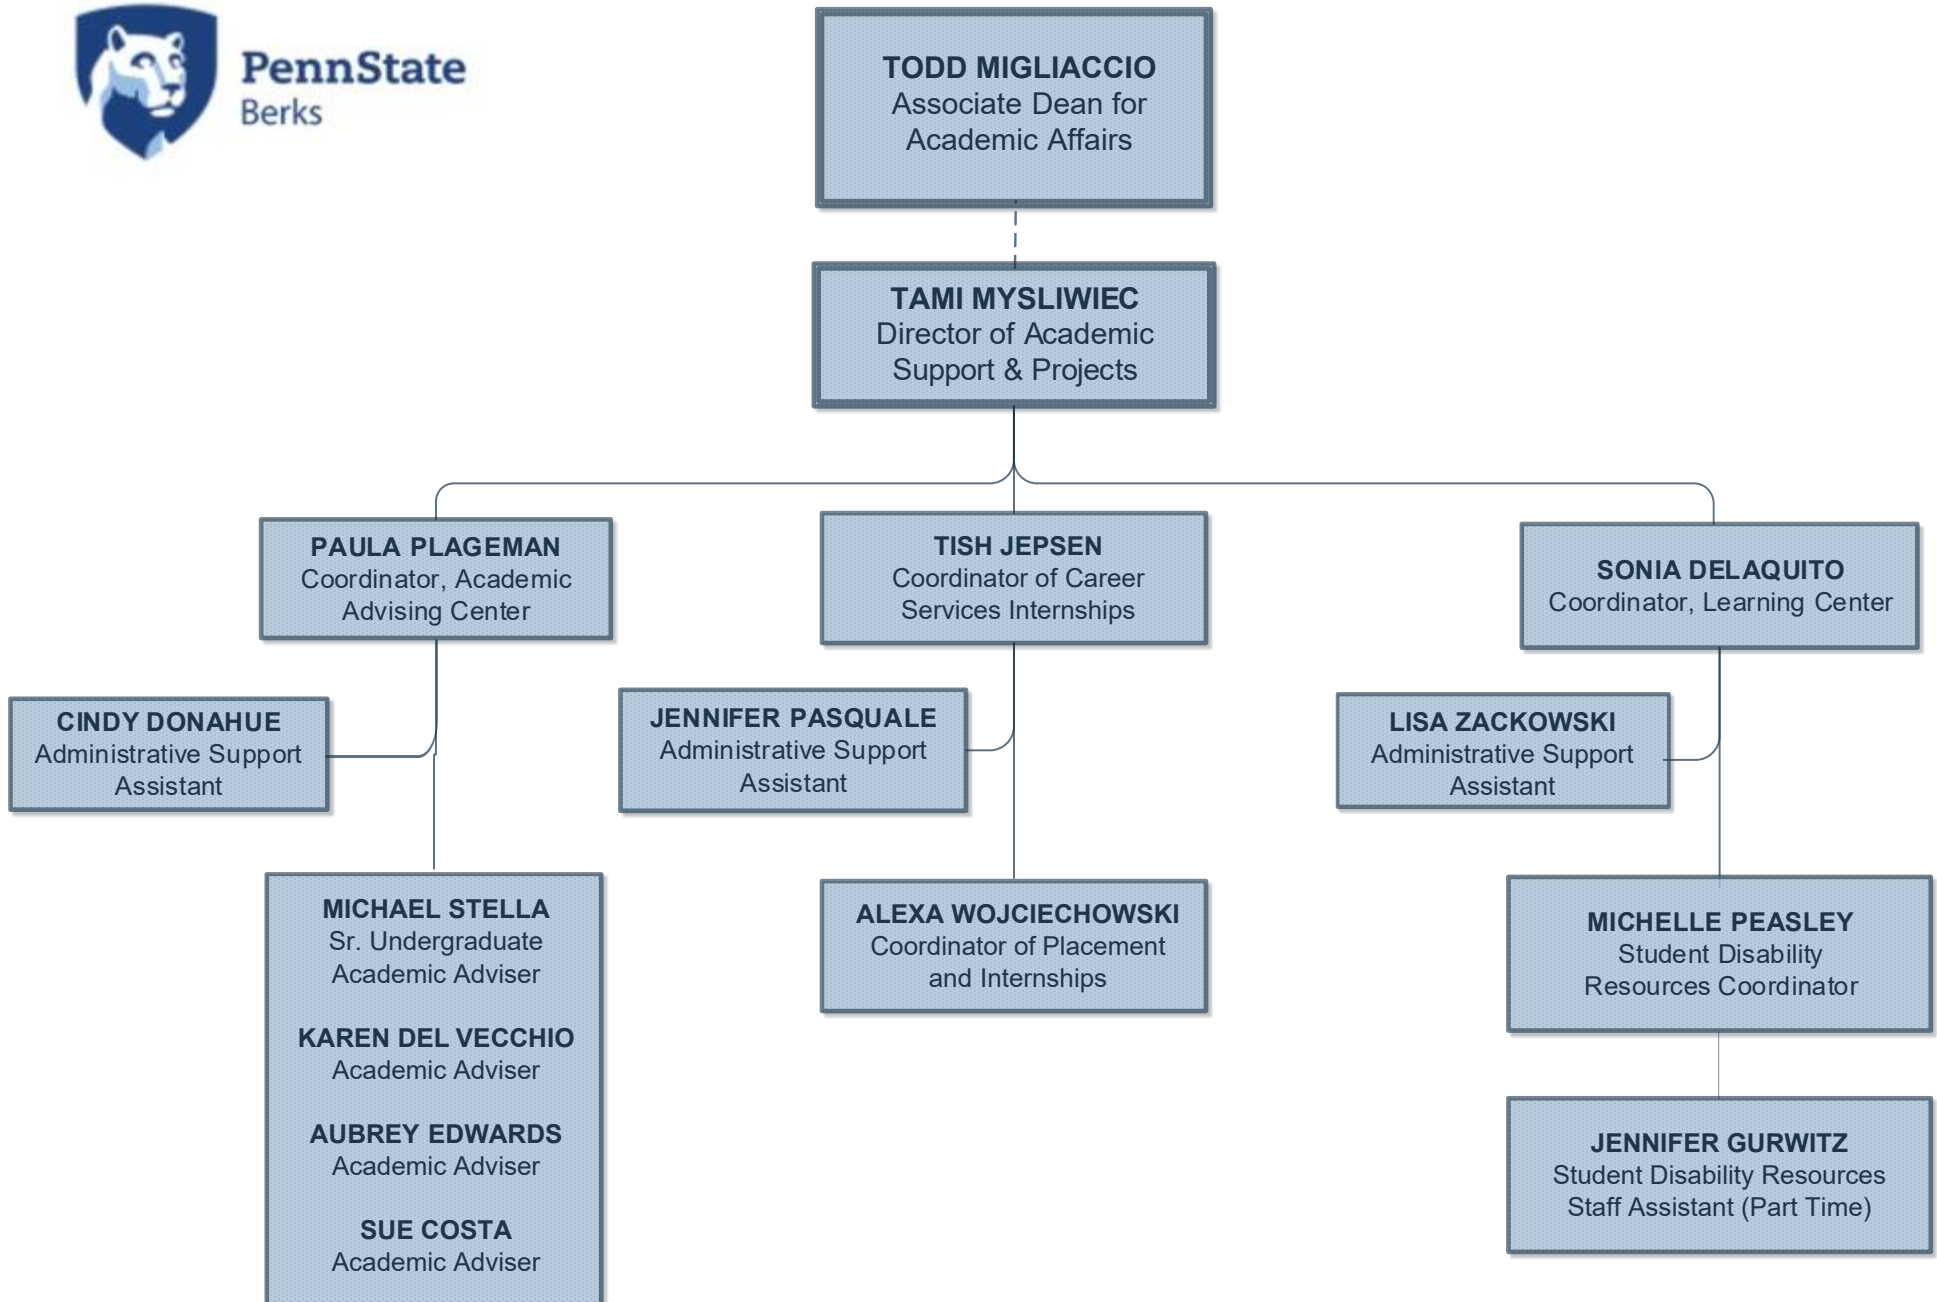 PennState
Berks
TODD MIGLIACCIO
Associate Dean for
Academic Affairs
TAMI MYSLIWIEC
Director of Academic
Support & Projects
PAULA PLAGEMAN
Coordinator, Academic
Advising Center
TISH JEPSEN
Coordinator of Career
Services Internships
SONIA DELAQUITO
Coordinator, Learning Center
CINDY DONAHUE
Administrative Support
Assistant
JENNIFER PASQUALE
Administrative Support
Assistant
LISA ZACKOWSKI
Administrative Support
Assistant
MICHAEL STELLA
Sr. Undergraduate
Academic Adviser
KAREN DEL VECCHIO
Academic Adviser
AUBREY EDWARDS
Academic Adviser
SUE COSTA
Academic Adviser
ALEXA WOJCIECHOWSKI
Coordinator of Placement
and Internships
MICHELLE PEASLEY
Student Disability
Resources Coordinator
JENNIFER GURWITZ
Student Disability Resources
Staff Assistant (Part Time)